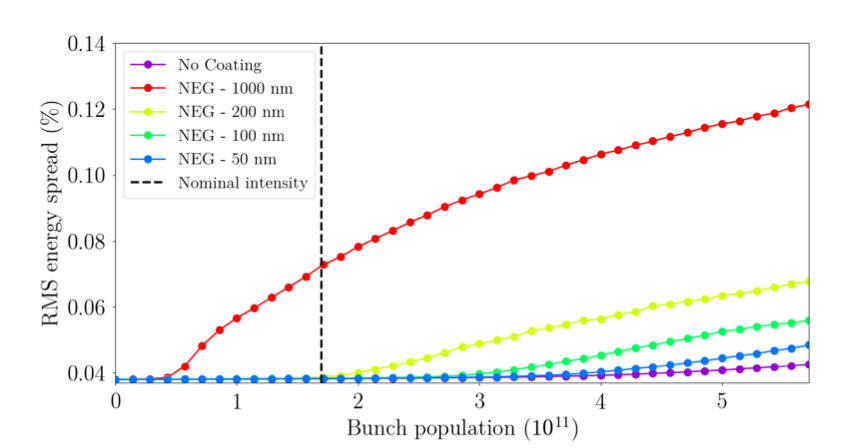 0.14
0.12
0.10
0.08
0.06
0.04
RMS energy spread (%)
No Coating
NEG - 1000 nm
NEG - 200 nm
NEG - 100 nm
NEG - 50 nm
Nominal intensity
0 1 2 3 4 5
Bunch population (10¹¹)